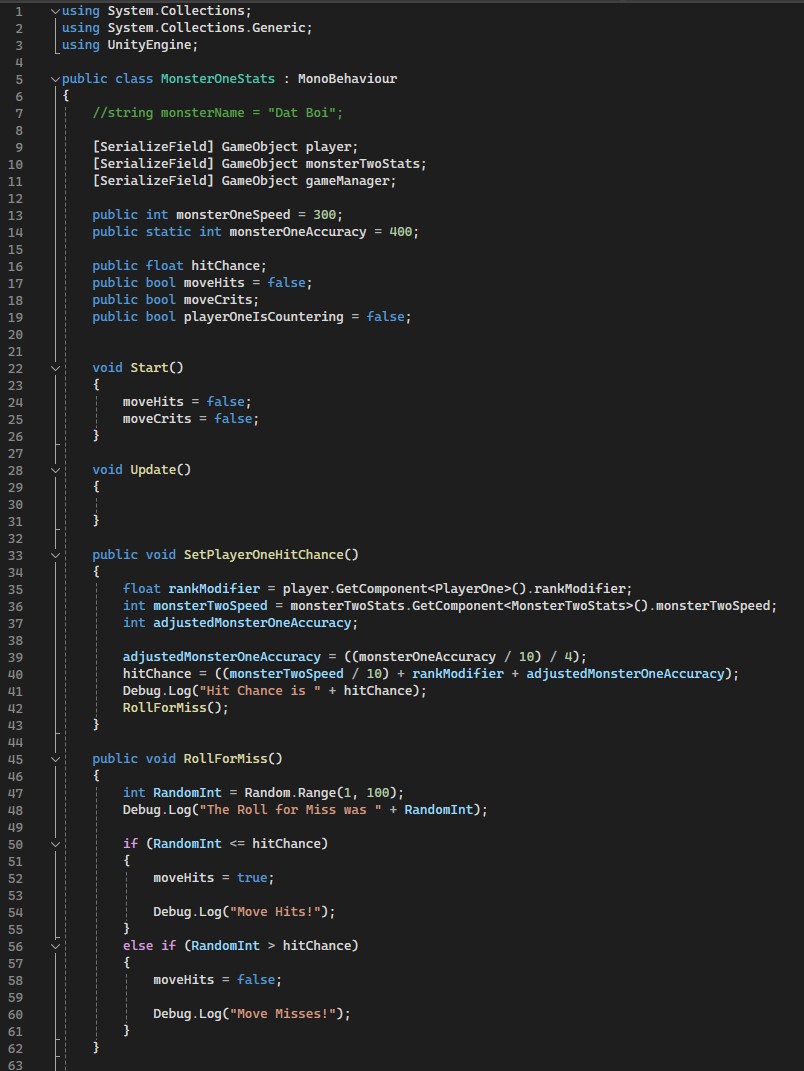 1 using System.Collections;
2 using System.Collections.Generic;
3 using UnityEngine;
4
5 public class MonsterOneStats : MonoBehaviour
6 {
7     //string monsterName = "Dat Boi";
8
9     [SerializeField] GameObject player;
10     [SerializeField] GameObject monsterTwoStats;
11     [SerializeField] GameObject gameManager;
12
13     public int monsterOneSpeed = 300;
14     public static int monsterOneAccuracy = 400;
15
16     public float hitChance;
17     public bool moveHits = false;
18     public bool moveCrits;
19     public bool playerOneIsCountering = false;
20
21
22     void Start()
23     {
24         moveHits = false;
25         moveCrits = false;
26     }
27
28     void Update()
29     {
30
31     }
32
33     public void SetPlayerOneHitChance()
34     {
35         float rankModifier = player.GetComponent<PlayerOne>().rankModifier;
36         int monsterTwoSpeed = monsterTwoStats.GetComponent<MonsterTwoStats>().monsterTwoSpeed;
37         int adjustedMonsterOneAccuracy;
38
39         adjustedMonsterOneAccuracy = ((monsterOneAccuracy / 10) / 4);
40         hitChance = ((monsterTwoSpeed / 10) + rankModifier + adjustedMonsterOneAccuracy);
41         Debug.Log("Hit Chance is " + hitChance);
42         RollForMiss();
43     }
44
45     public void RollForMiss()
46     {
47         int RandomInt = Random.Range(1, 100);
48         Debug.Log("The Roll for Miss was " + RandomInt);
49
50         if (RandomInt <= hitChance)
51         {
52             moveHits = true;
53
54             Debug.Log("Move Hits!");
55         }
56         else if (RandomInt > hitChance)
57         {
58             moveHits = false;
59
60             Debug.Log("Move Misses!");
61         }
62     }
63